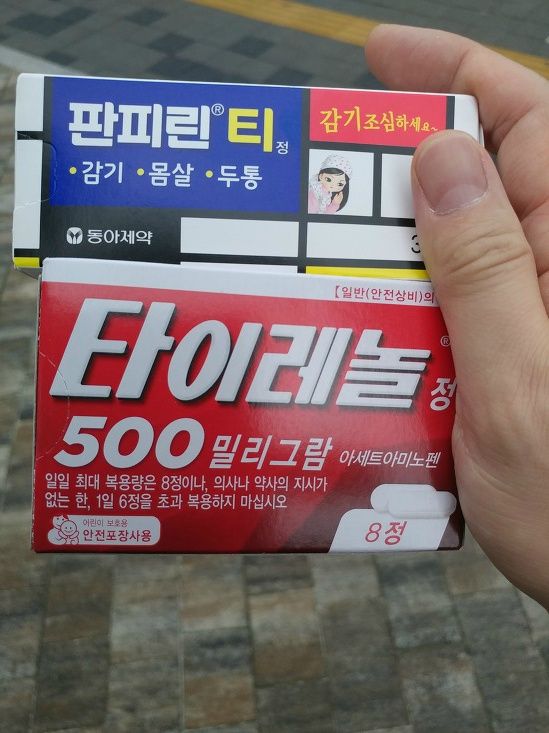 판피린® 티 정
감기조심하세요~
•감기 •몸살 •두통
동아제약
3
【일반(안전상비)의
타이레놀® 정
500 밀리그람 아세트아미노펜
일일 최대 복용량은 8정이나, 의사나 약사의 지시가
없는 한, 1일 6정을 초과 복용하지 마십시오
어린이 보호용
안전포장사용
8정